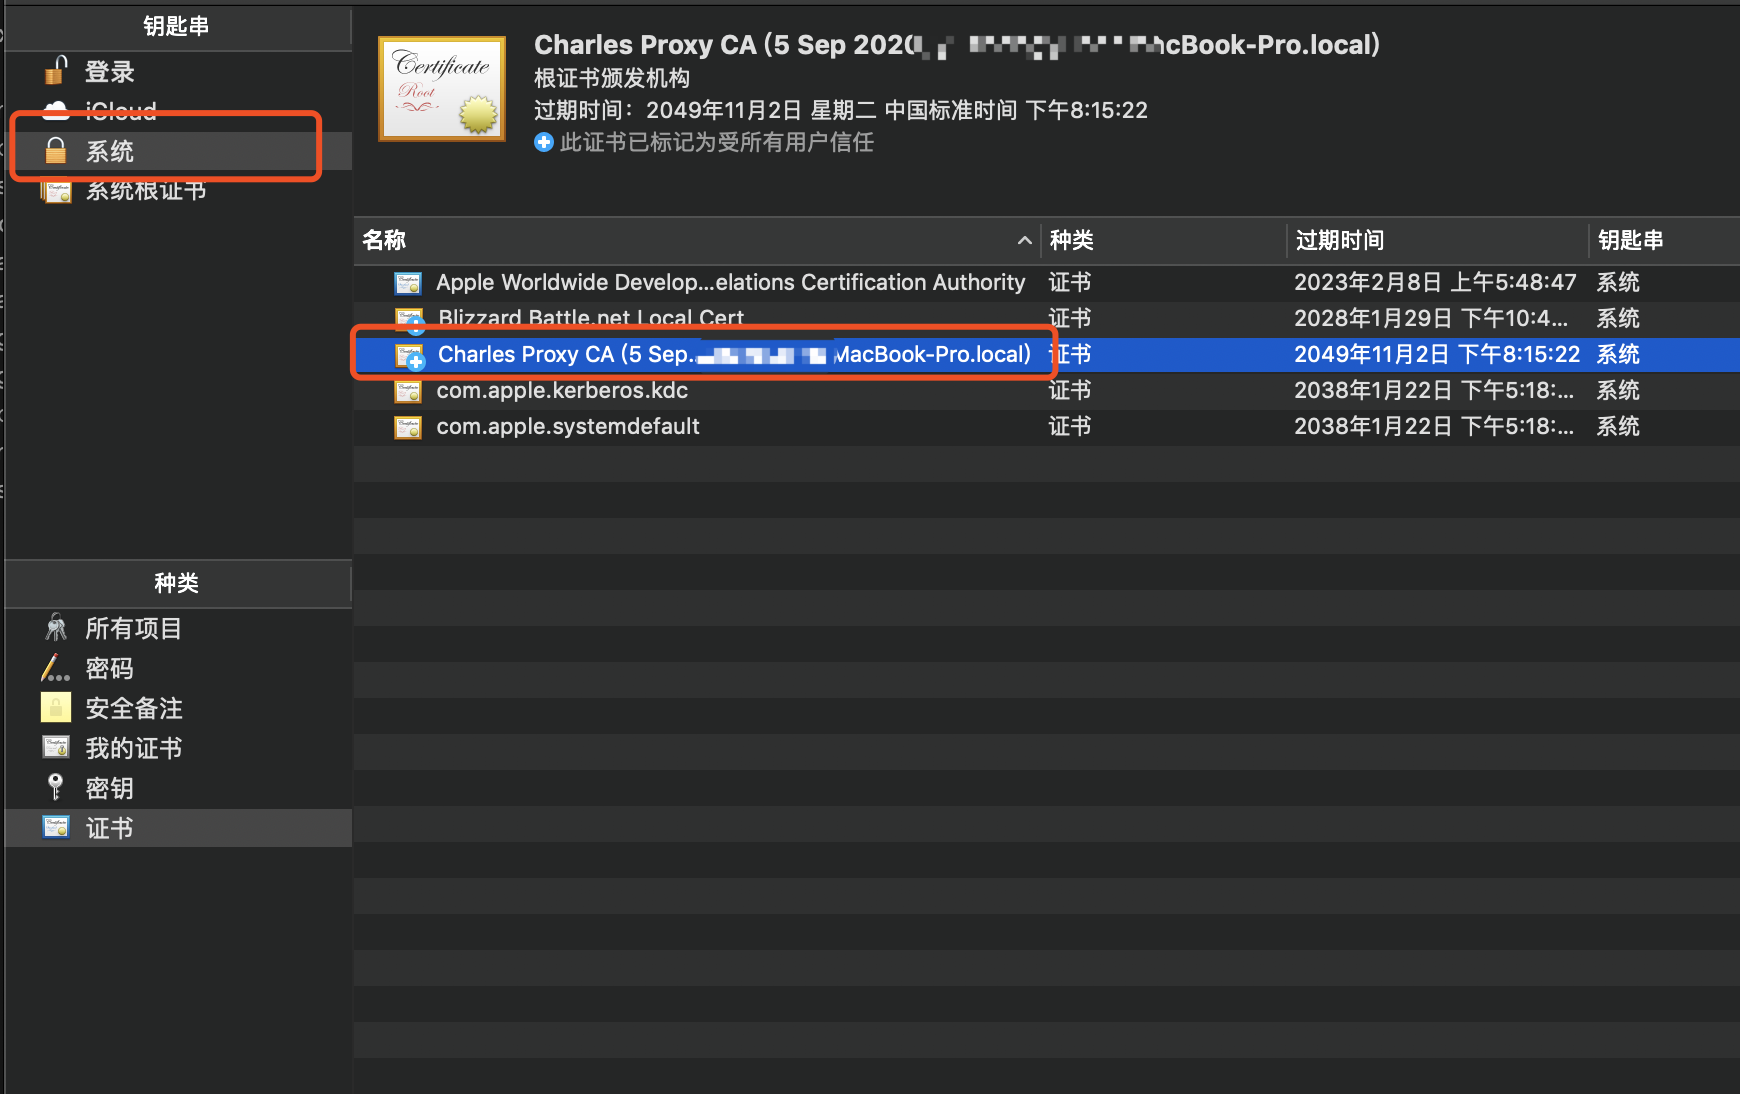 钥匙串
登录
iCloud
系统
系统根证书
种类
所有项目
密码
安全备注
我的证书
密钥
证书
Certificate
Root
Charles Proxy CA (5 Sep 2020, acBook-Pro.local)
根证书颁发机构
过期时间：2049年11月2日 星期二 中国标准时间 下午8:15:22
此证书已标记为受所有用户信任
名称 种类 过期时间 钥匙串
Apple Worldwide Develop...elations Certification Authority 证书 2023年2月8日 上午5:48:47 系统
Blizzard Battle.net Local Cert 证书 2028年1月29日 下午10:4... 系统
Charles Proxy CA (5 Sep. MacBook-Pro.local) 证书 2049年11月2日 下午8:15:22 系统
com.apple.kerberos.kdc 证书 2038年1月22日 下午5:18:... 系统
com.apple.systemdefault 证书 2038年1月22日 下午5:18:... 系统